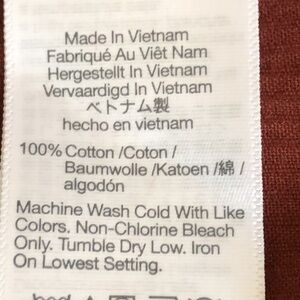 Made In Vietnam
Fabriqué Au Viêt Nam
Hergestellt In Vietnam
Vervaardigd In Vietnam
ベトナム製
hecho en vietnam
100% Cotton /Coton /
Baumwolle /Katoen /綿 /
algodón
Machine Wash Cold With Like
Colors. Non-Chlorine Bleach
Only. Tumble Dry Low. Iron
On Lowest Setting.